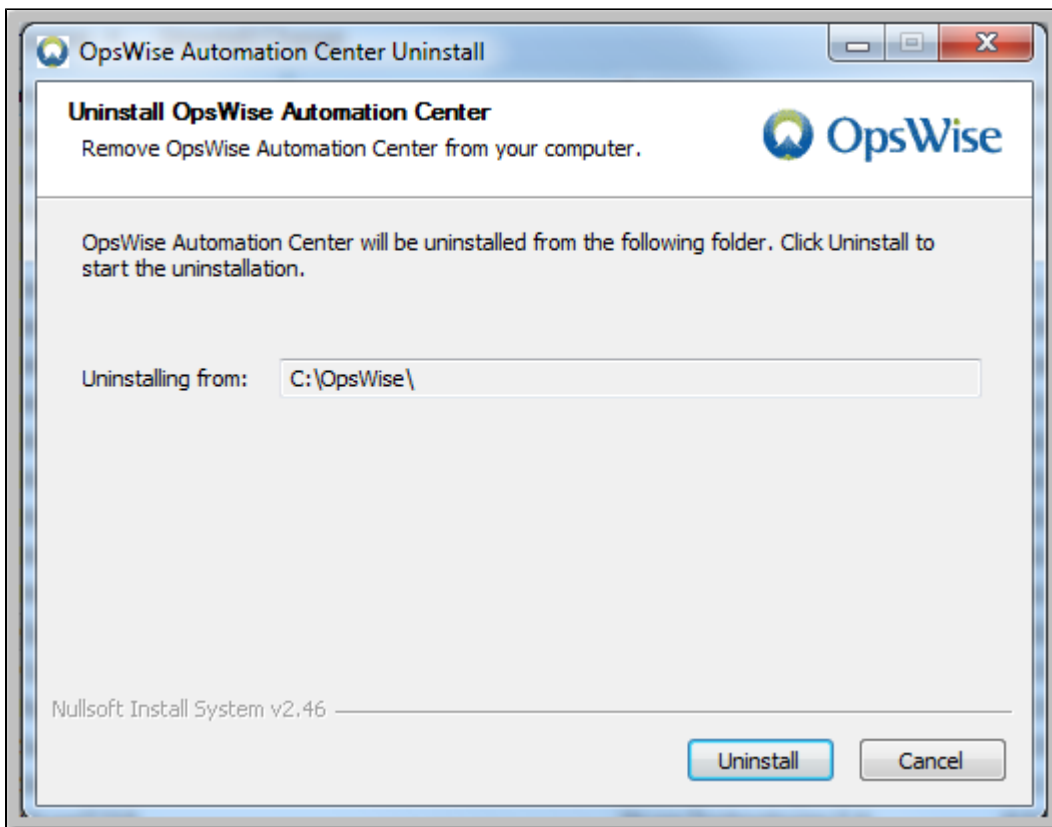 OpsWise Automation Center Uninstall
Uninstall OpsWise Automation Center
Remove OpsWise Automation Center from your computer.
OpsWise
OpsWise Automation Center will be uninstalled from the following folder. Click Uninstall to
start the uninstallation.
Uninstalling from: C:\OpsWise\
Nullsoft Install System v2.46
Uninstall Cancel